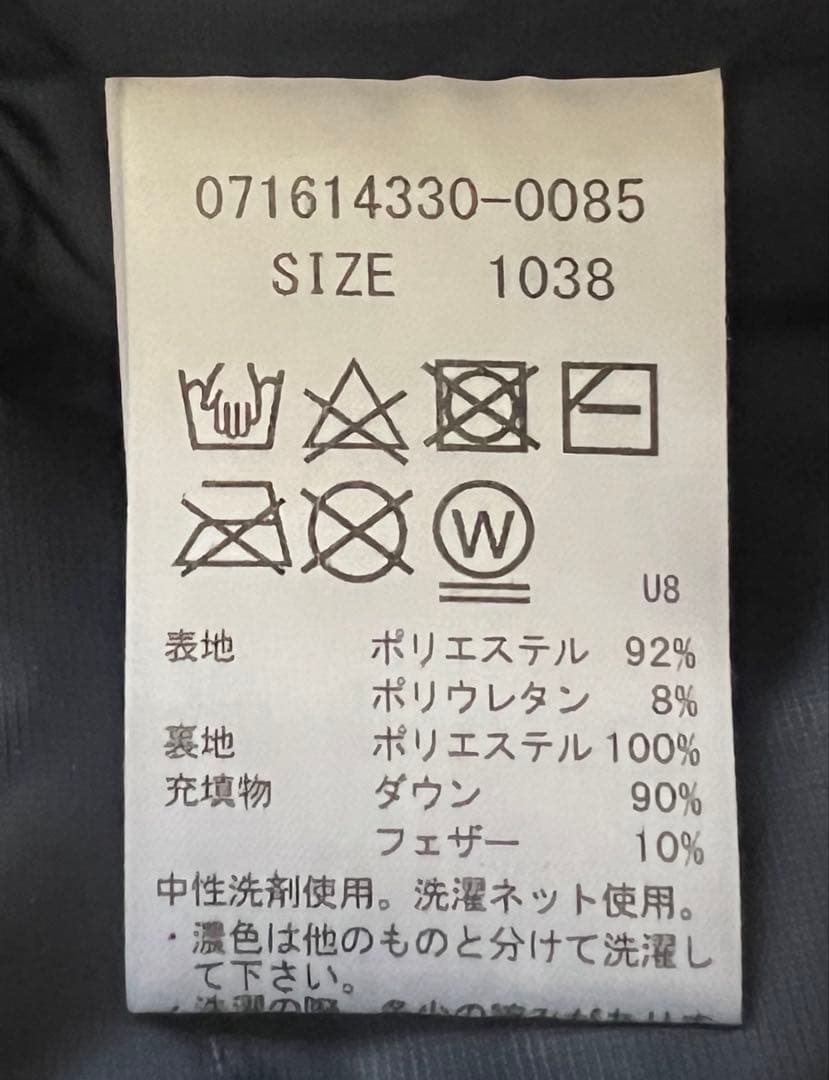 071614330-0085
SIZE 1038
W
U8
表地 ポリエステル 92%
ポリウレタン 8%
裏地 ポリエステル 100%
充填物 ダウン 90%
フェザー 10%
中性洗剤使用。洗濯ネット使用。
・濃色は他のものと分けて洗濯し
て下さい。